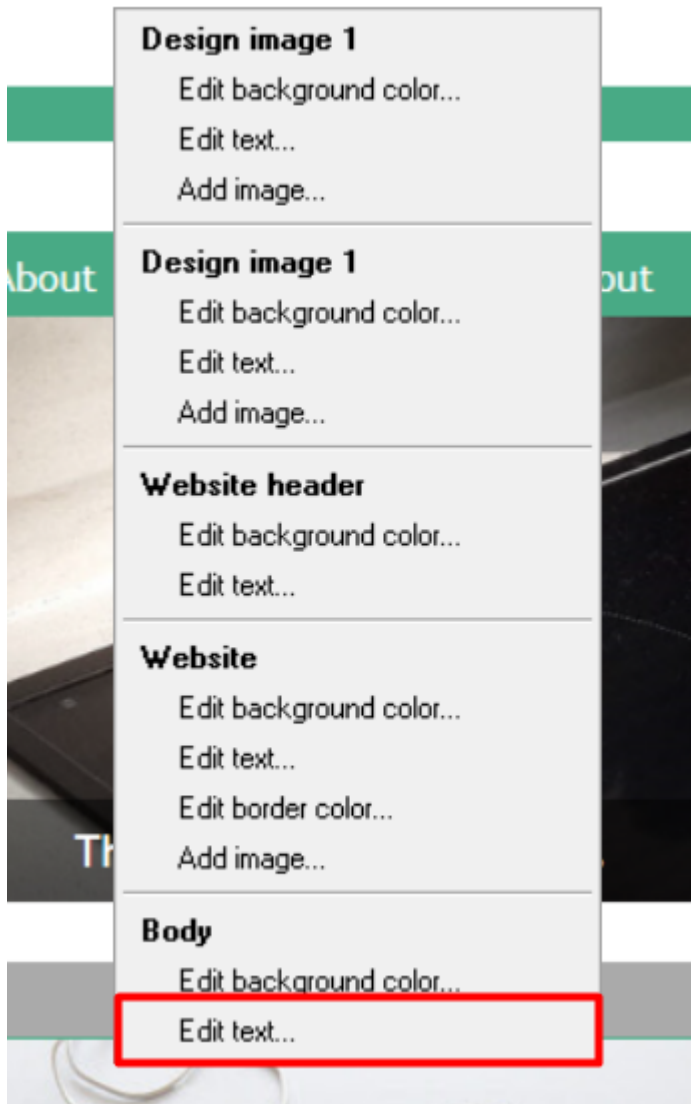 Design image 1
Edit background color...
Edit text...
Add image...
Design image 1
Edit background color...
Edit text...
Add image...
Website header
Edit background color...
Edit text...
Website
Edit background color...
Edit text...
Edit border color...
Add image...
Body
Edit background color...
Edit text...
About
out
Th